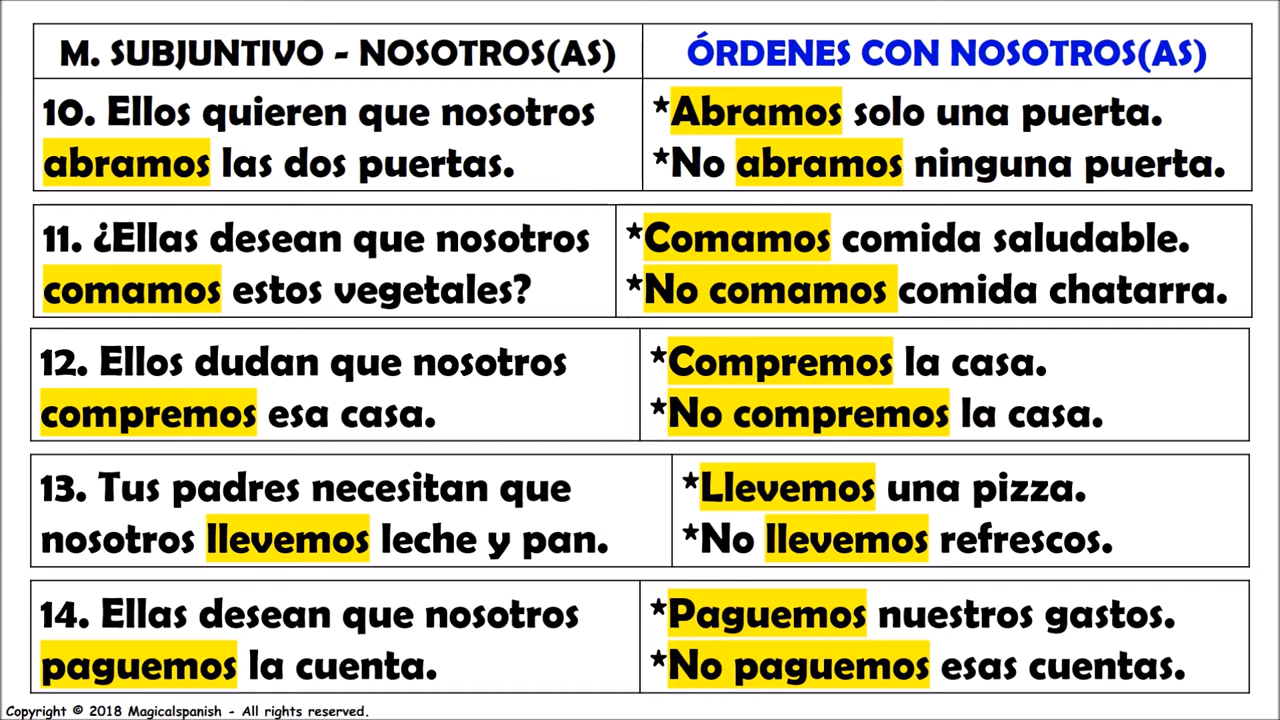 M. SUBJUNTIVO - NOSOTROS(AS)
ÓRDENES CON NOSOTROS(AS)
10. Ellos quieren que nosotros
abramos las dos puertas.
*Abramos solo una puerta.
*No abramos ninguna puerta.
11. ¿Ellas desean que nosotros
comamos estos vegetales?
*Comamos comida saludable.
*No comamos comida chatarra.
12. Ellos dudan que nosotros
compremos esa casa.
*Compremos la casa.
*No compremos la casa.
13. Tus padres necesitan que
nosotros llevemos leche y pan.
*Llevemos una pizza.
*No llevemos refrescos.
14. Ellas desean que nosotros
paguemos la cuenta.
*Paguemos nuestros gastos.
*No paguemos esas cuentas.
Copyright © 2018 Magicalspanish - All rights reserved.